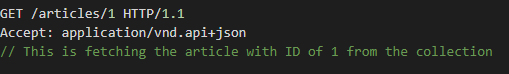 GET /articles/1 HTTP/1.1
Accept: application/vnd.api+json
// This is fetching the article with ID of 1 from the collection